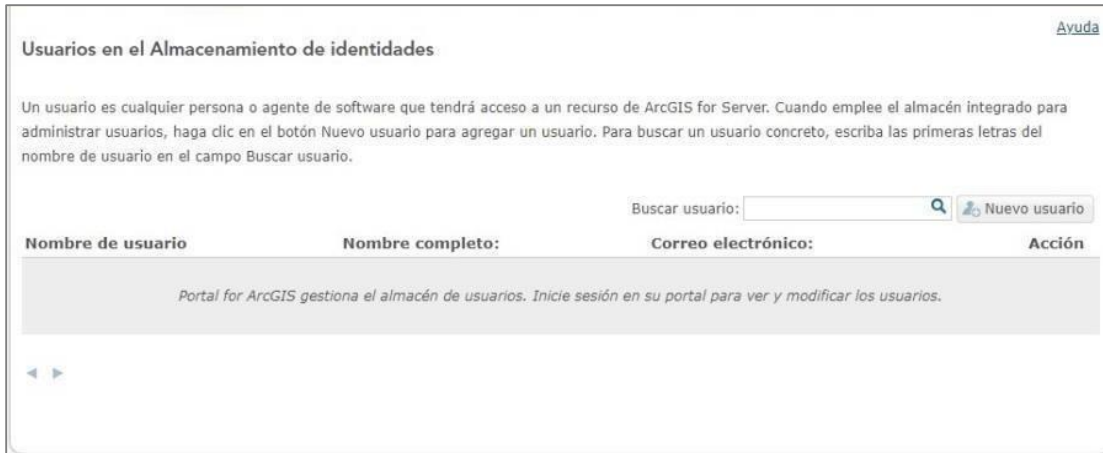 Ayuda
Usuarios en el Almacenamiento de identidades
Un usuario es cualquier persona o agente de software que tendrá acceso a un recurso de ArcGIS for Server. Cuando emplee el almacén integrado para
administrar usuarios, haga clic en el botón Nuevo usuario para agregar un usuario. Para buscar un usuario concreto, escriba las primeras letras del
nombre de usuario en el campo Buscar usuario.
Buscar usuario: Nuevo usuario
Nombre de usuario Nombre completo: Correo electrónico: Acción
Portal for ArcGIS gestiona el almacén de usuarios. Inicie sesión en su portal para ver y modificar los usuarios.